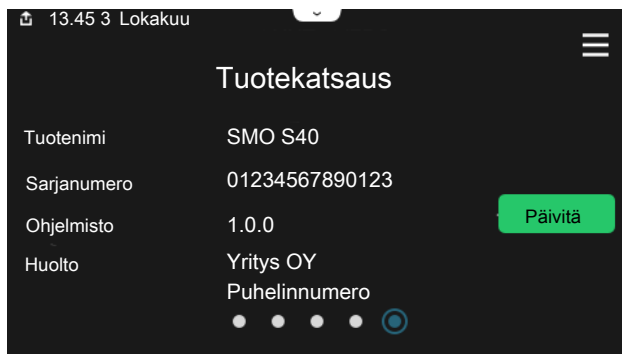 13.45 3 Lokakuu
Tuotekatsaus
Tuotenimi SMO S40
Sarjanumero 01234567890123
Ohjelmisto 1.0.0 Päivitä
Huolto Yritys OY
Puhelinnumero